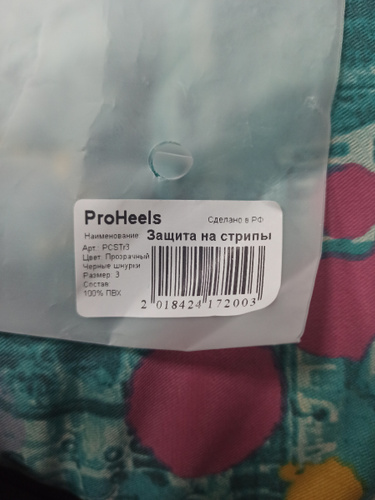 ProHeels Сделано в РФ
Наименование: Защита на стрипы
Арт.: PCSTr3
Цвет: Прозрачный
Черные шнурки
Размер: 3
Состав:
100% ПВХ
2 018424 172003